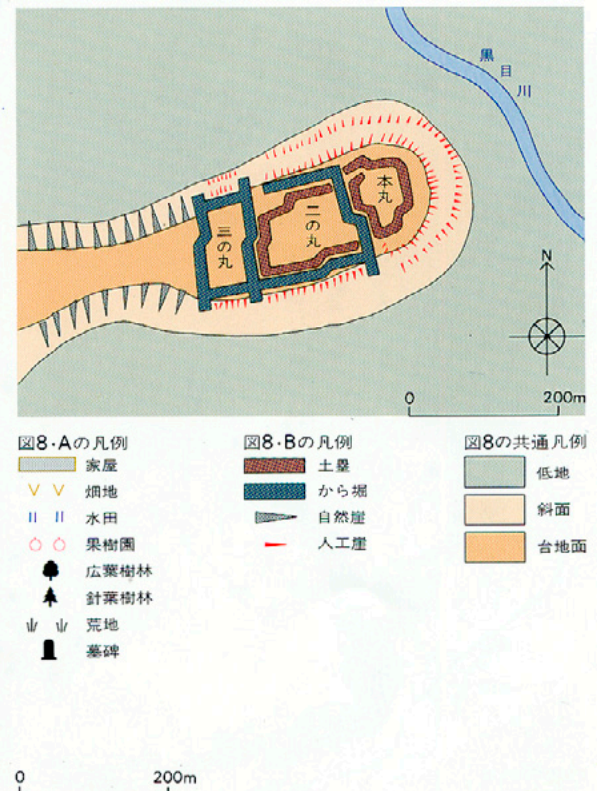 黒目川
本丸
二の丸
三の丸
N
0 200m
図8・Aの凡例
家屋
畑地
水田
果樹園
広葉樹林
針葉樹林
荒地
墓碑
図8・Bの凡例
土塁
から堀
自然崖
人工崖
図8の共通凡例
低地
斜面
台地面
0 200m